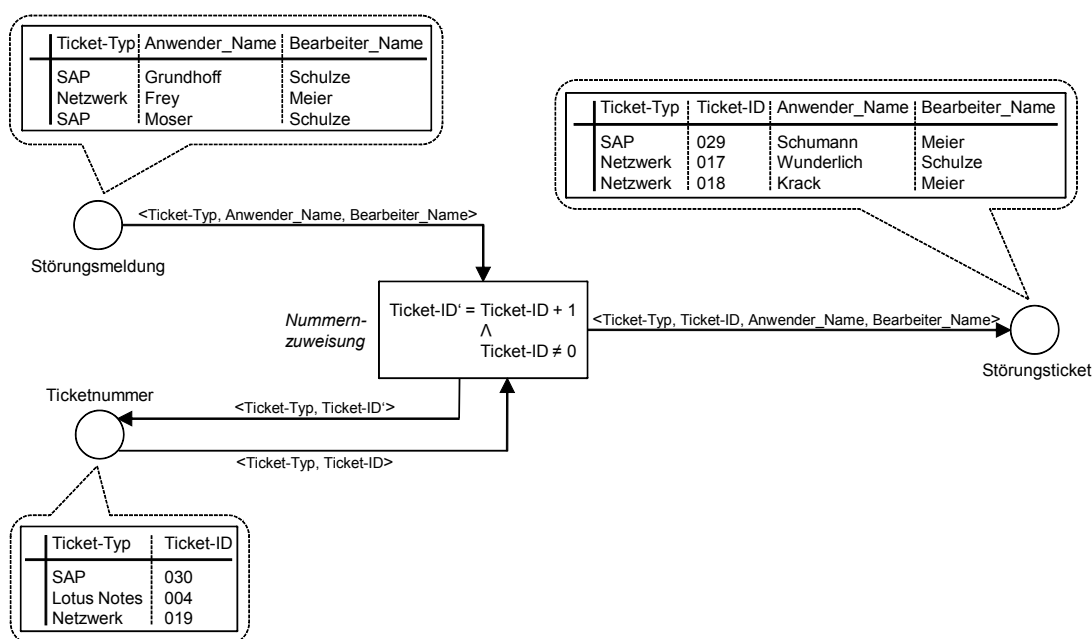 Ticket-Typ Anwender_Name Bearbeiter_Name
SAP Grundhoff Schulze
Netzwerk Frey Meier
SAP Moser Schulze
Ticket-Typ Ticket-ID Anwender_Name Bearbeiter_Name
SAP 029 Schumann Meier
Netzwerk 017 Wunderlich Schulze
Netzwerk 018 Krack Meier
<Ticket-Typ, Anwender_Name, Bearbeiter_Name>
Störungsmeldung
Nummern-
zuweisung
Ticket-ID‘ = Ticket-ID + 1
Λ
Ticket-ID ≠ 0
<Ticket-Typ, Ticket-ID, Anwender_Name, Bearbeiter_Name>
Störungsticket
Ticketnummer
<Ticket-Typ, Ticket-ID‘>
<Ticket-Typ, Ticket-ID>
Ticket-Typ Ticket-ID
SAP 030
Lotus Notes 004
Netzwerk 019